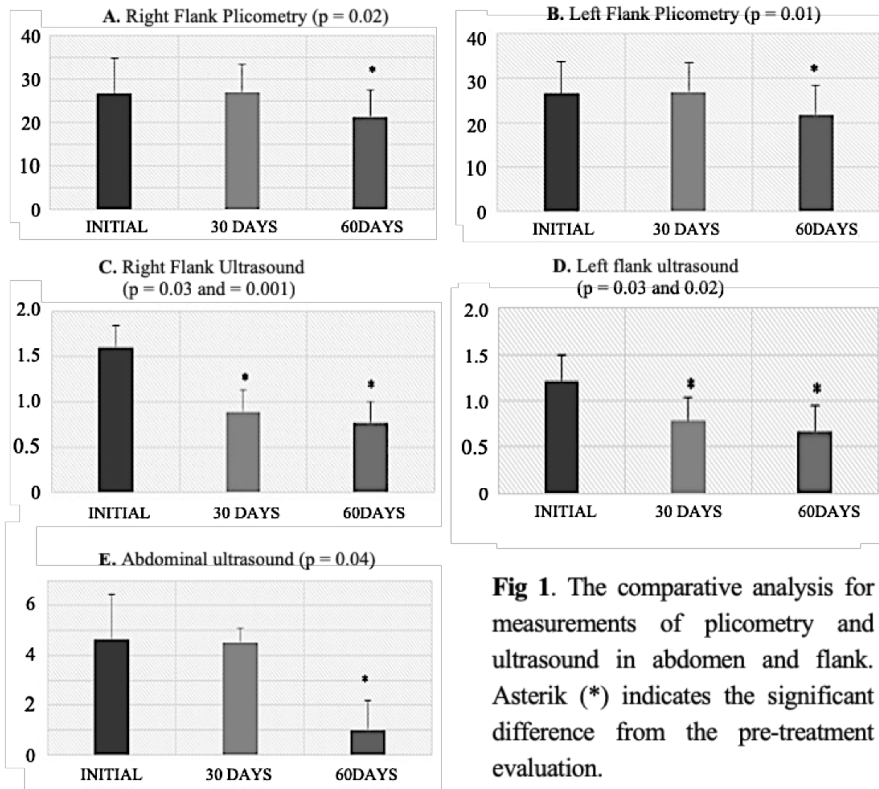 A. Right Flank Plicometry (p = 0.02)
40
30
20
10
0
*
INITIAL 30 DAYS 60DAYS
B. Left Flank Plicometry (p = 0.01)
40
30
20
10
0
*
INITIAL 30 DAYS 60DAYS
C. Right Flank Ultrasound
(p = 0.03 and = 0.001)
2.0
1.5
1.0
0.5
0
* *
INITIAL 30 DAYS 60DAYS
D. Left flank ultrasound
(p = 0.03 and 0.02)
2.0
1.5
1.0
0.5
0
* *
INITIAL 30 DAYS 60DAYS
E. Abdominal ultrasound (p = 0.04)
6
4
2
0
*
INITIAL 30 DAYS 60DAYS
Fig 1. The comparative analysis for
measurements of plicometry and
ultrasound in abdomen and flank.
Asterik (*) indicates the significant
difference from the pre-treatment
evaluation.